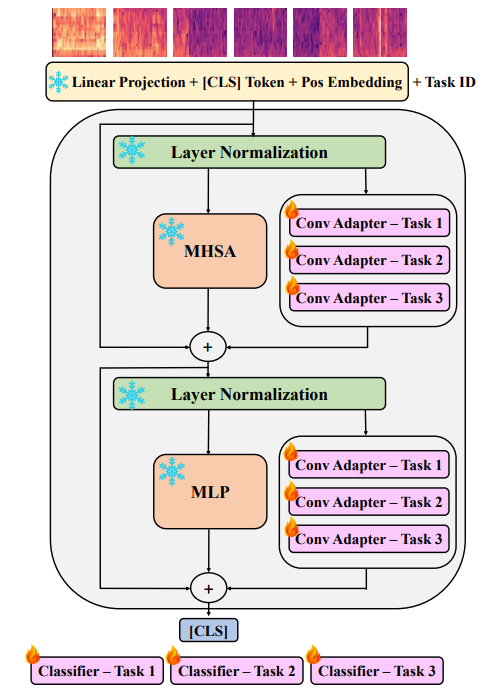 Linear Projection + [CLS] Token + Pos Embedding + Task ID
Layer Normalization
MHSA
Conv Adapter – Task 1
Conv Adapter – Task 2
Conv Adapter – Task 3
+
Layer Normalization
MLP
Conv Adapter – Task 1
Conv Adapter – Task 2
Conv Adapter – Task 3
+
[CLS]
Classifier – Task 1 Classifier – Task 2 Classifier – Task 3